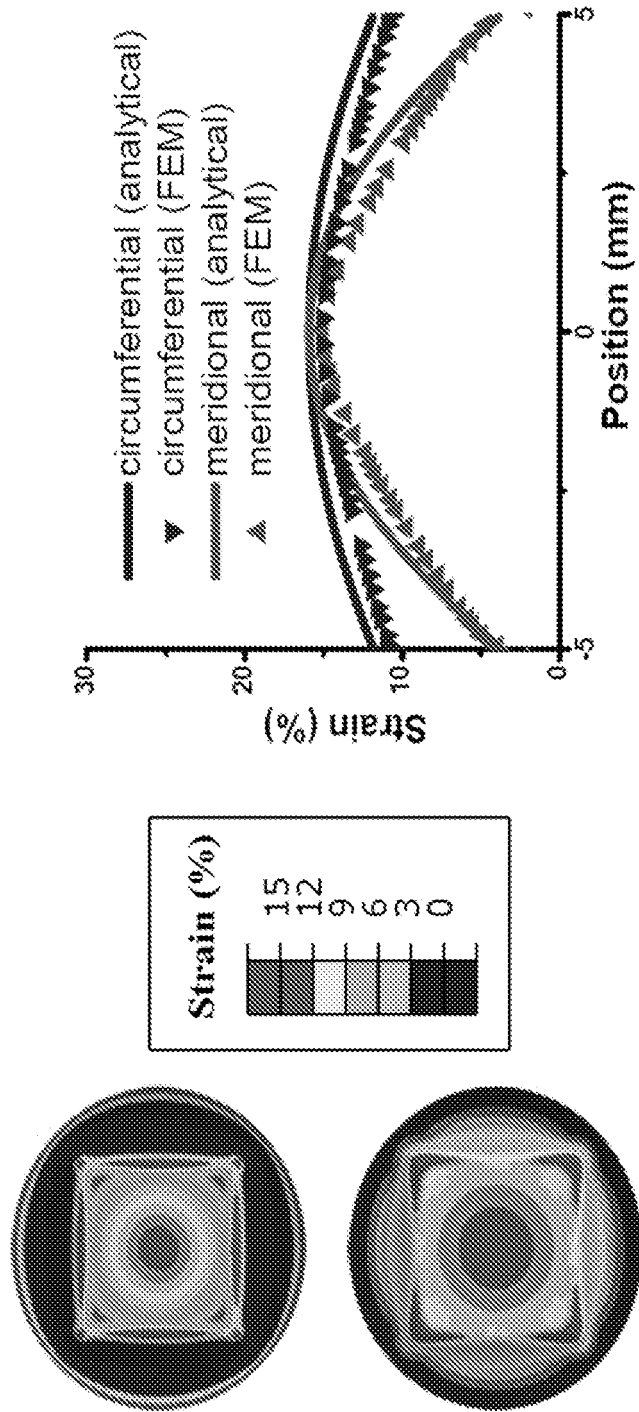 Strain (%)
15
12
9
6
3
0
circumferential (analytical)
circumferential (FEM)
meridional (analytical)
meridional (FEM)
Strain (%)
30
20
10
0
-5
0
5
Position (mm)